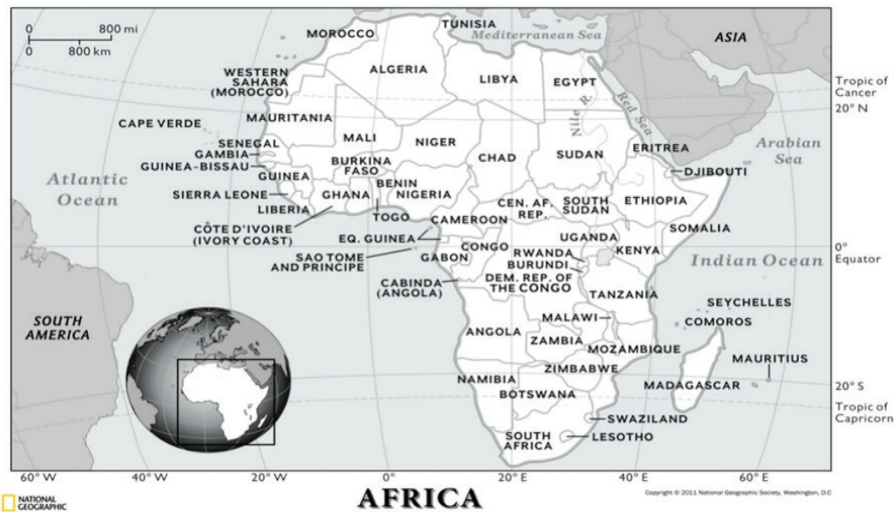 0 800 mi
0 800 km
MOROCCO
TUNISIA
Mediterranean Sea
ASIA
ALGERIA
LIBYA
EGYPT
WESTERN
SAHARA
(MOROCCO)
Tropic of
Cancer
20° N
Nile R.
Red Sea
CAPE VERDE
MAURITANIA
MALI
NIGER
CHAD
SUDAN
ERITREA
Arabian
Sea
SENEGAL
GAMBIA
GUINEA-BISSAU
GUINEA
BURKINA
FASO
DJIBOUTI
Atlantic
Ocean
SIERRA LEONE
LIBERIA
GHANA
BENIN
NIGERIA
TOGO
CÔTE D'IVOIRE
(IVORY COAST)
CEN. AF.
REP.
SOUTH
SUDAN
ETHIOPIA
CAMEROON
SOMALIA
EQ. GUINEA
SAO TOME
AND PRINCIPE
GABON
CONGO
UGANDA
KENYA
0°
Equator
RWANDA
BURUNDI
DEM. REP. OF
THE CONGO
Indian Ocean
CABINDA
(ANGOLA)
TANZANIA
SEYCHELLES
COMOROS
SOUTH
AMERICA
ANGOLA
MALAWI
ZAMBIA
MOZAMBIQUE
MAURITIUS
ZIMBABWE
NAMIBIA
BOTSWANA
MADAGASCAR
20° S
Tropic of
Capricorn
SWAZILAND
SOUTH
AFRICA
LESOTHO
60° W
40° W
20° W
0°
20° E
40° E
60° E
NATIONAL
GEOGRAPHIC
AFRICA
Copyright © 2011 National Geographic Society, Washington, D.C